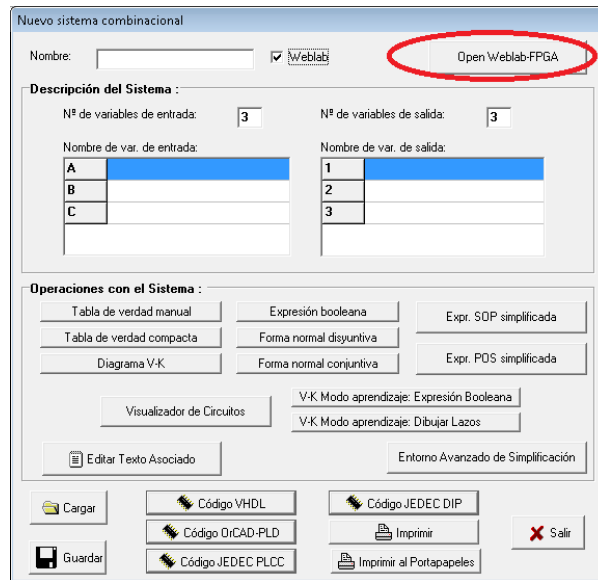 Nuevo sistema combinacional
Nombre: Weblab Open Weblab-FPGA
Descripción del Sistema :
Nº de variables de entrada: 3 Nº de variables de salida: 3
Nombre de var. de entrada: Nombre de var. de salida:
A 1
B 2
C 3
Operaciones con el Sistema :
Tabla de verdad manual Expresión booleana Expr. SOP simplificada
Tabla de verdad compacta Forma normal disyuntiva
Diagrama V-K Forma normal conjuntiva Expr. POS simplificada
V-K Modo aprendizaje: Expresión Booleana
Visualizador de Circuitos
V-K Modo aprendizaje: Dibujar Lazos
Editar Texto Asociado Entorno Avanzado de Simplificación
Cargar Código VHDL Código JEDEC DIP
Código OrCAD-PLD Imprimir Salir
Guardar Código JEDEC PLCC Imprimir al Portapapeles